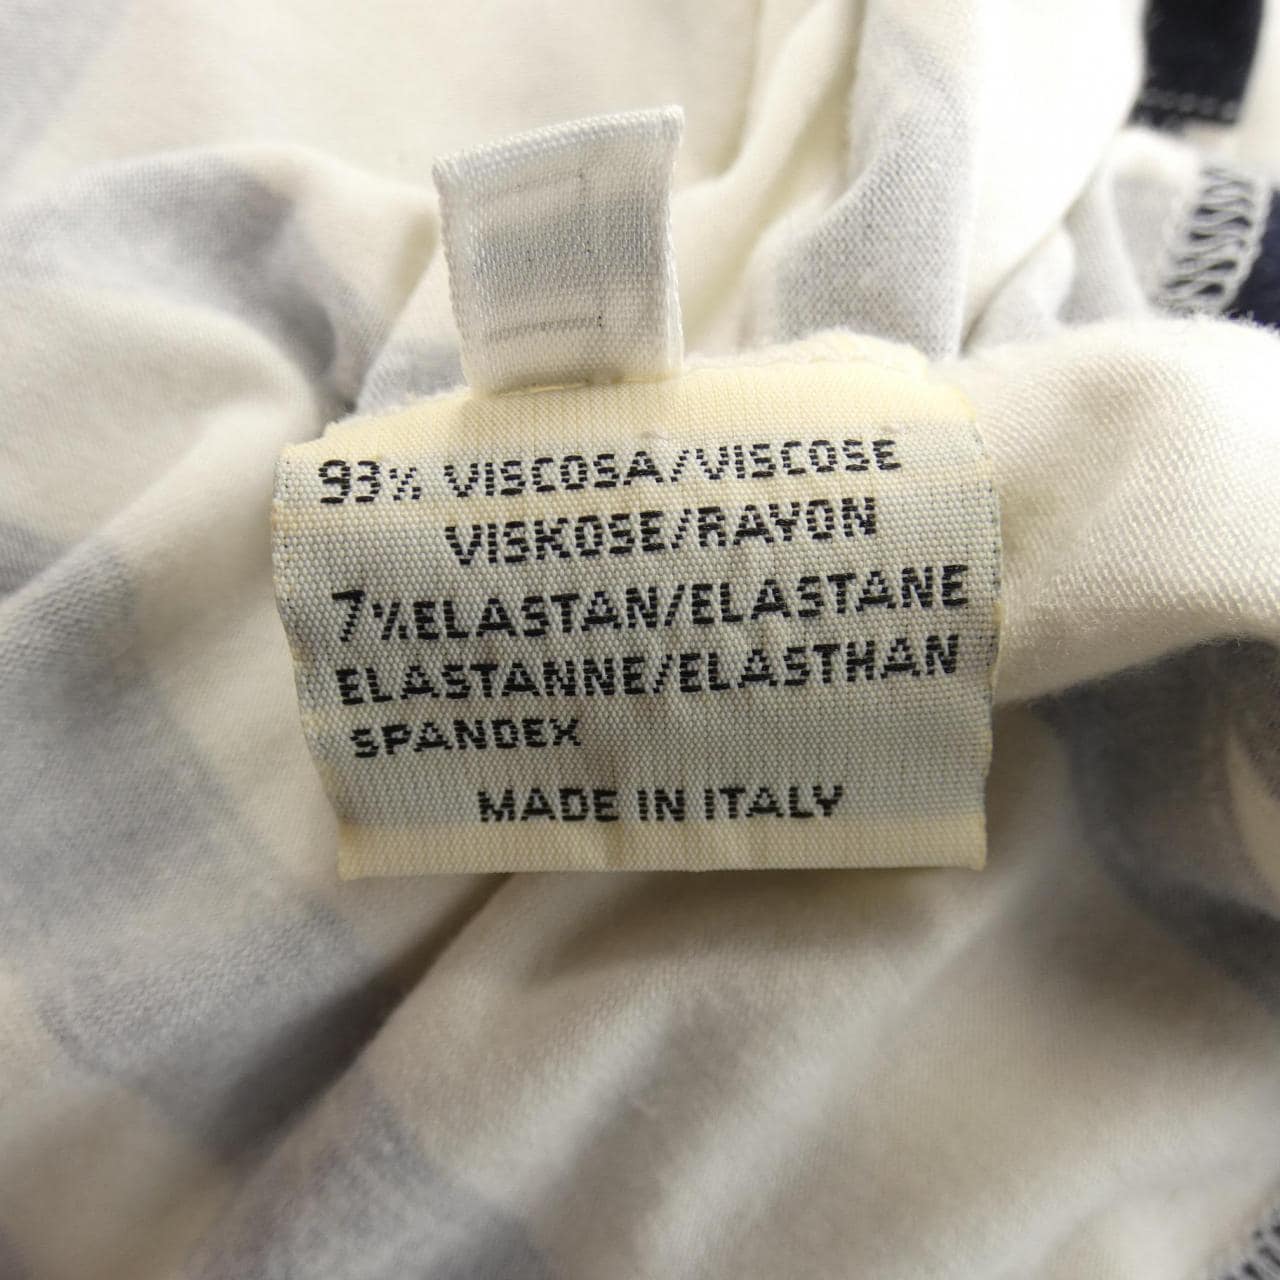 93% VISCOSA/VISCOSE
VISKOSE/RAYON
7%ELASTAN/ELASTANE
ELASTANNE/ELASTHAN
SPANDEX
MADE IN ITALY